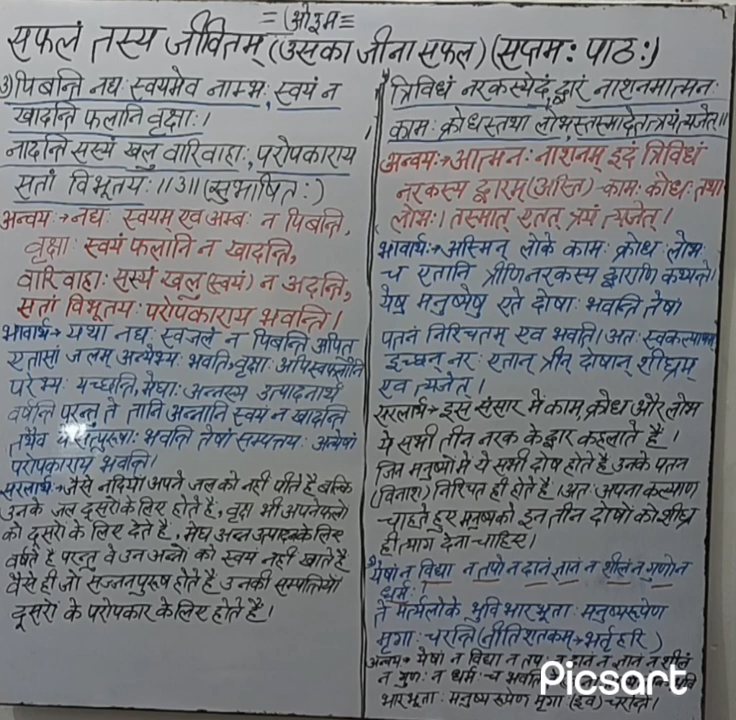 = ओ३म् =
सफलं तस्य जीवितम् (उसका जीना सफल) (सप्तमः पाठः)
पिबन्ति नद्यः स्वयमेव नाम्भः, स्वयं न
खादन्ति फलानि वृक्षाः।
नादन्ति सस्यं खलु वारिवाहाः, परोपकाराय
सतां विभूतयः ।।3।। (सुभाषितः)
अन्वय → नद्यः स्वयम् एव अम्बः न पिबन्ति,
वृक्षाः स्वयं फलानि न खादन्ति,
वारिवाहाः सस्यं खलु (स्वयं) न अदन्ति,
सतां विभूतयः परोपकाराय भवन्ति।
भावार्थ → यथा नद्यः स्वजलं न पिबन्ति अपितु
एतासां जलम् अन्येभ्यः भवति, वृक्षाः अपि स्वफलानि
परेभ्यः यच्छन्ति, मेघाः अन्नस्य उत्पादनार्थं
वर्षन्ति परन्तु ते तानि अन्नानि स्वयं न खादन्ति
तथैव ये सत्पुरुषाः भवन्ति तेषां सम्पत्तयः अन्येषां
परोपकाराय भवन्ति।
सरलार्थ → जैसे नदियाँ अपने जल को नहीं पीते है बल्कि
उनके जल दूसरो के लिए होते है, वृक्ष भी अपने फलो
को दूसरो के लिए देते है, मेघ अन्न उत्पादन के लिए
वर्षते है परन्तु वे उन अन्नो को स्वयं नहीं खाते है
वैसे ही जो सज्जन पुरुष होते है उनकी सम्पत्तियाँ
दूसरो के परोपकार के लिए होते है।
त्रिविधं नरकस्येदं द्वारं नाशनमात्मनः
कामः क्रोधस्तथा लोभस्तस्मादेतत्त्रयं त्यजेत्।।
अन्वयः → आत्मनः नाशनम् इदं त्रिविधं
नरकस्य द्वारम् (अस्ति) - कामः क्रोधः तथा
लोभः। तस्मात् एतत् त्रयं त्यजेत्।
भावार्थ → अस्मिन् लोके कामः क्रोधः लोभः
च एतानि त्रीणि नरकस्य द्वाराणि कथ्यन्ते।
येषु मनुष्येषु एते दोषाः भवन्ति तेषां
पतनं निश्चितम् एव भवति। अतः स्वकल्याणम्
इच्छन् नरः एतान् त्रीन् दोषान् शीघ्रम्
एव त्यजेत्।
सरलार्थ → इस संसार में काम, क्रोध और लोभ
ये सभी तीन नरक के द्वार कहलाते है।
जिन मनुष्यो मे ये सभी दोष होते है उनके पतन
(विनाश) निश्चित ही होते है। अतः अपना कल्याण
चाहते हुए मनुष्य को इन तीन दोषो को शीघ्र
ही त्याग देना चाहिए।
येषां न विद्या न तपो न दानं ज्ञानं न शीलं न गुणो न
धर्मः।
ते मर्त्यलोके भुवि भारभूताः मनुष्यरूपेण
मृगाः चरन्ति (नीतिशतकम् → भर्तृहरि)
अन्वय → येषां न विद्या न तपः न दानं न ज्ञानं न शीलं
न गुणः न धर्मः च भवति
भारभूताः मनुष्यरूपेण मृगाः (इव) चरन्ति।
Picsart